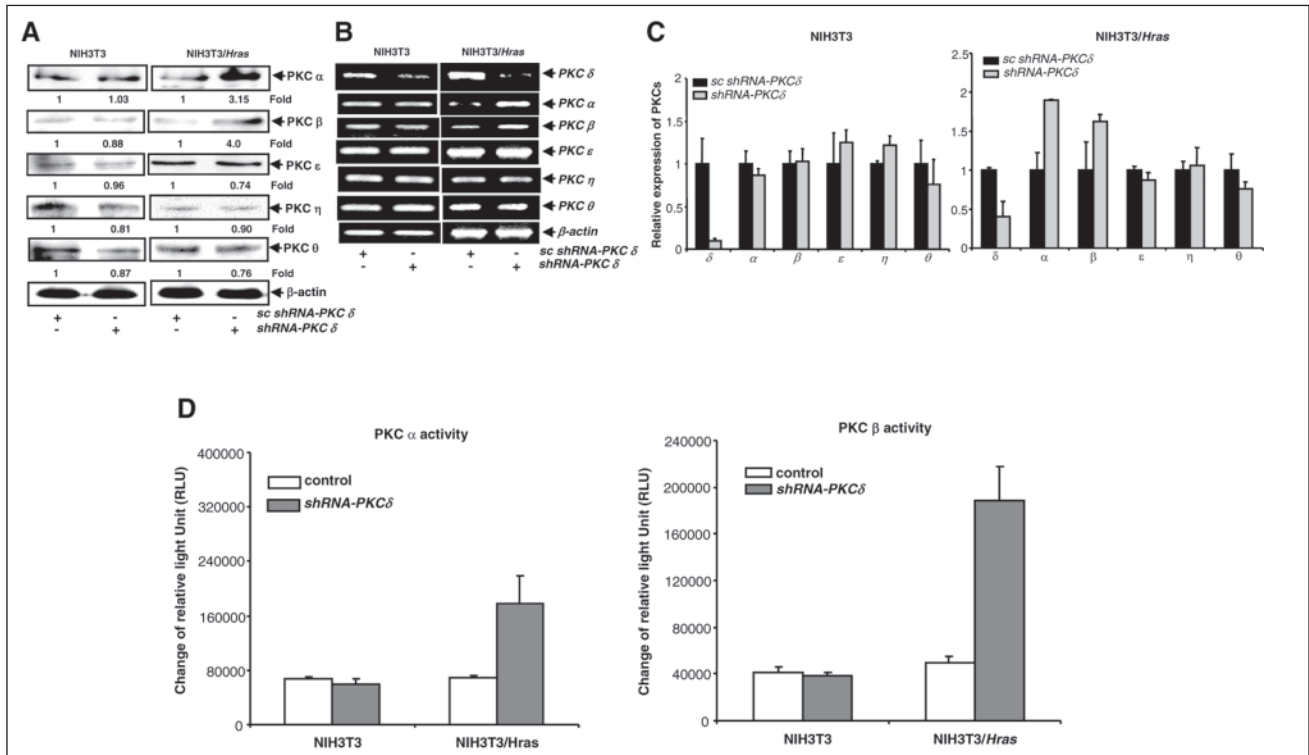 A
NIH3T3 NIH3T3/Hras
PKC α
1 1.03 1 3.15 Fold
PKC β
1 0.88 1 4.0 Fold
PKC ε
1 0.96 1 0.74 Fold
PKC η
1 0.81 1 0.90 Fold
PKC θ
1 0.87 1 0.76 Fold
β-actin
+ - + - sc shRNA-PKC δ
- + - + shRNA-PKC δ
B
NIH3T3 NIH3T3/Hras
PKC δ
PKC α
PKC β
PKC ε
PKC η
PKC θ
β-actin
+ - + - sc shRNA-PKC δ
- + - + shRNA-PKC δ
C
NIH3T3
Relative expression of PKCs
sc shRNA-PKCδ
shRNA-PKCδ
2
1.5
1
0.5
0
δ α β ε η θ
NIH3T3/Hras
sc shRNA-PKCδ
shRNA-PKCδ
2
1.5
1
0.5
0
δ α β ε η θ
D
PKC α activity
Change of relative light Unit (RLU)
400000
320000
240000
160000
80000
0
control
shRNA-PKCδ
NIH3T3 NIH3T3/Hras
PKC β activity
Change of relative light Unit (RLU)
240000
200000
160000
120000
80000
40000
0
control
shRNA-PKCδ
NIH3T3 NIH3T3/Hras